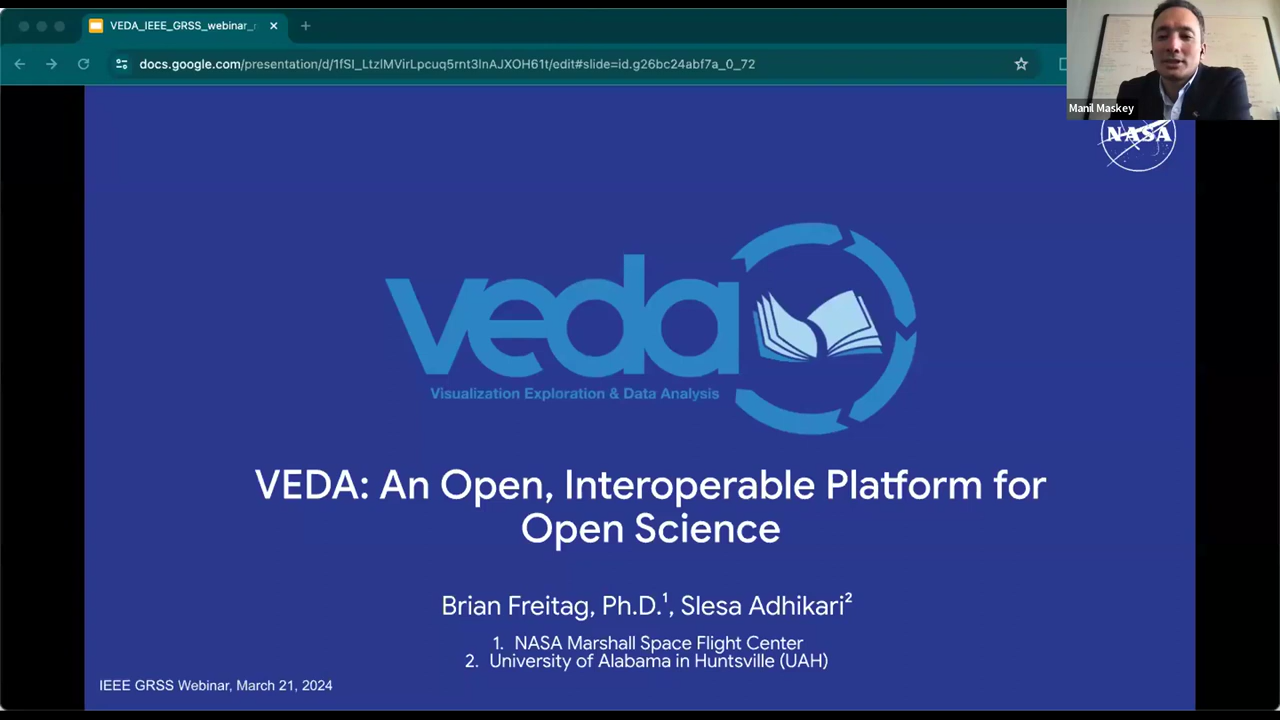 VEDA_IEEE_GRSS_webinar_
docs.google.com/presentation/d/1fSI_LtzlMVirLpcuq5rnt3lnAJXOH61t/edit#slide=id.g26bc24abf7a_0_72
Manil Maskey
NASA
veda
Visualization Exploration & Data Analysis
VEDA: An Open, Interoperable Platform for
Open Science
Brian Freitag, Ph.D.¹, Slesa Adhikari²
1. NASA Marshall Space Flight Center
2. University of Alabama in Huntsville (UAH)
IEEE GRSS Webinar, March 21, 2024